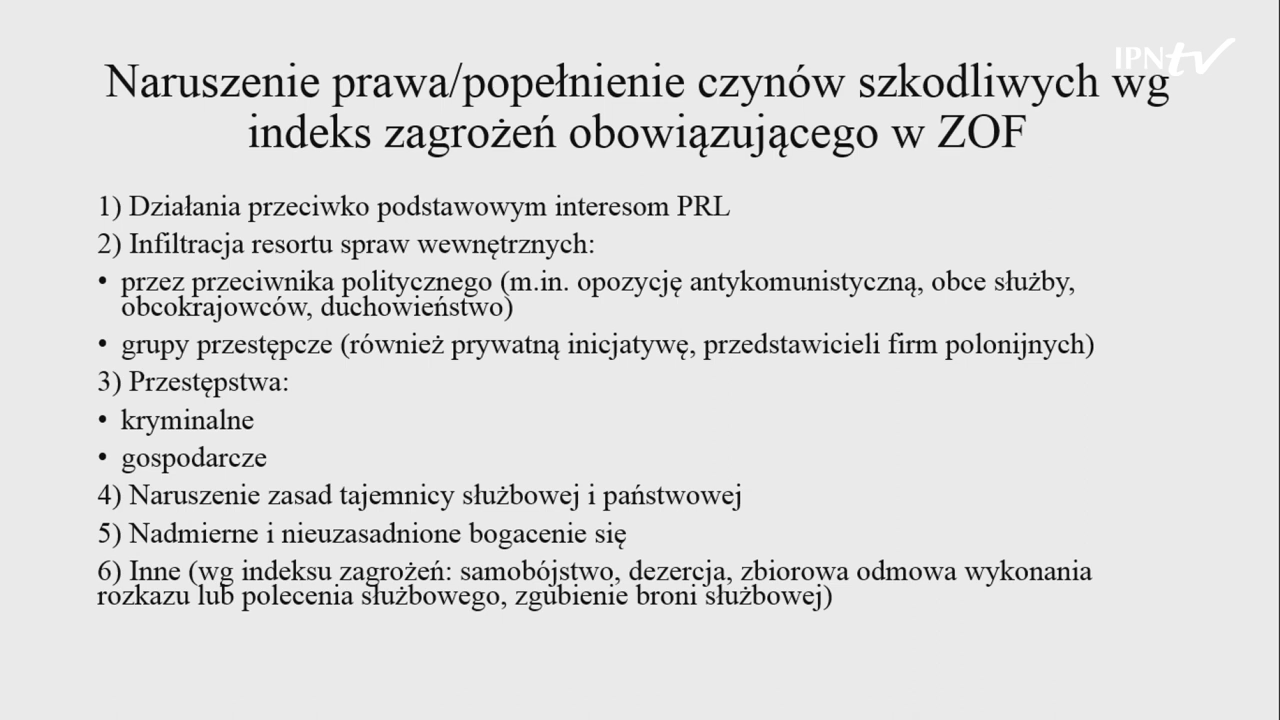 IPNtv
Naruszenie prawa/popełnienie czynów szkodliwych wg
indeks zagrożeń obowiązującego w ZOF
1) Działania przeciwko podstawowym interesom PRL
2) Infiltracja resortu spraw wewnętrznych:
• przez przeciwnika politycznego (m.in. opozycję antykomunistyczną, obce służby,
obcokrajowców, duchowieństwo)
• grupy przestępcze (również prywatną inicjatywę, przedstawicieli firm polonijnych)
3) Przestępstwa:
• kryminalne
• gospodarcze
4) Naruszenie zasad tajemnicy służbowej i państwowej
5) Nadmierne i nieuzasadnione bogacenie się
6) Inne (wg indeksu zagrożeń: samobójstwo, dezercja, zbiorowa odmowa wykonania
rozkazu lub polecenia służbowego, zgubienie broni służbowej)